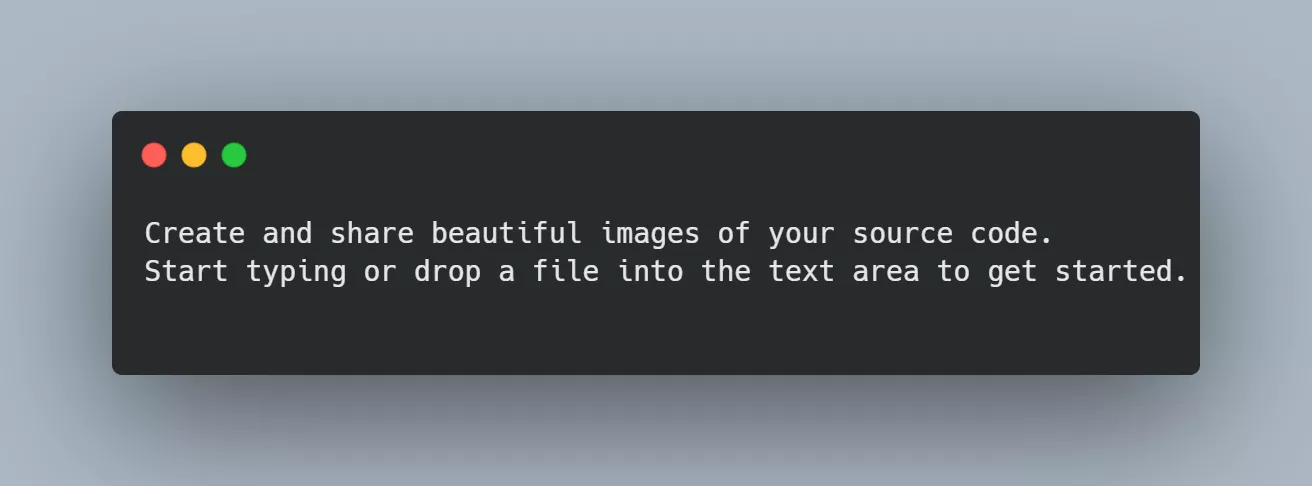 Create and share beautiful images of your source code.
Start typing or drop a file into the text area to get started.